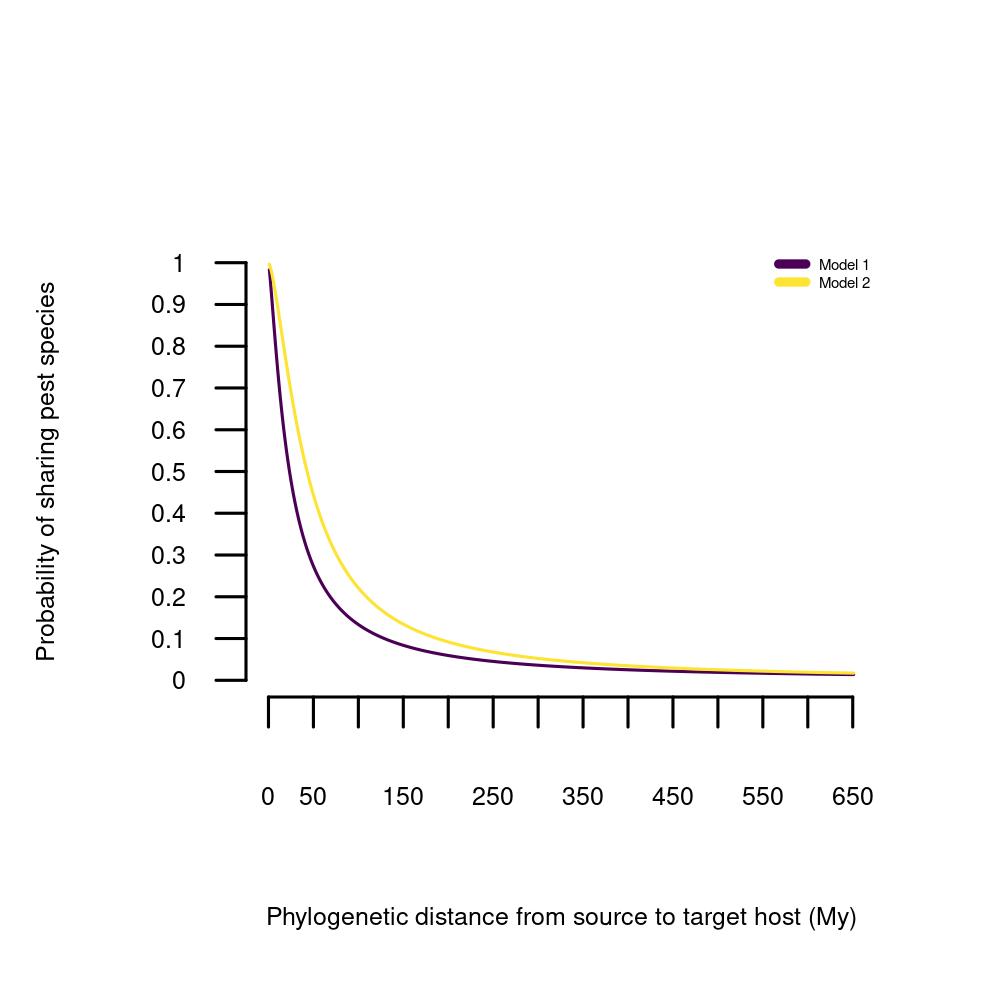 Model 1
Model 2
Probability of sharing pest species
1
0.9
0.8
0.7
0.6
0.5
0.4
0.3
0.2
0.1
0
0 50 150 250 350 450 550 650
Phylogenetic distance from source to target host (My)